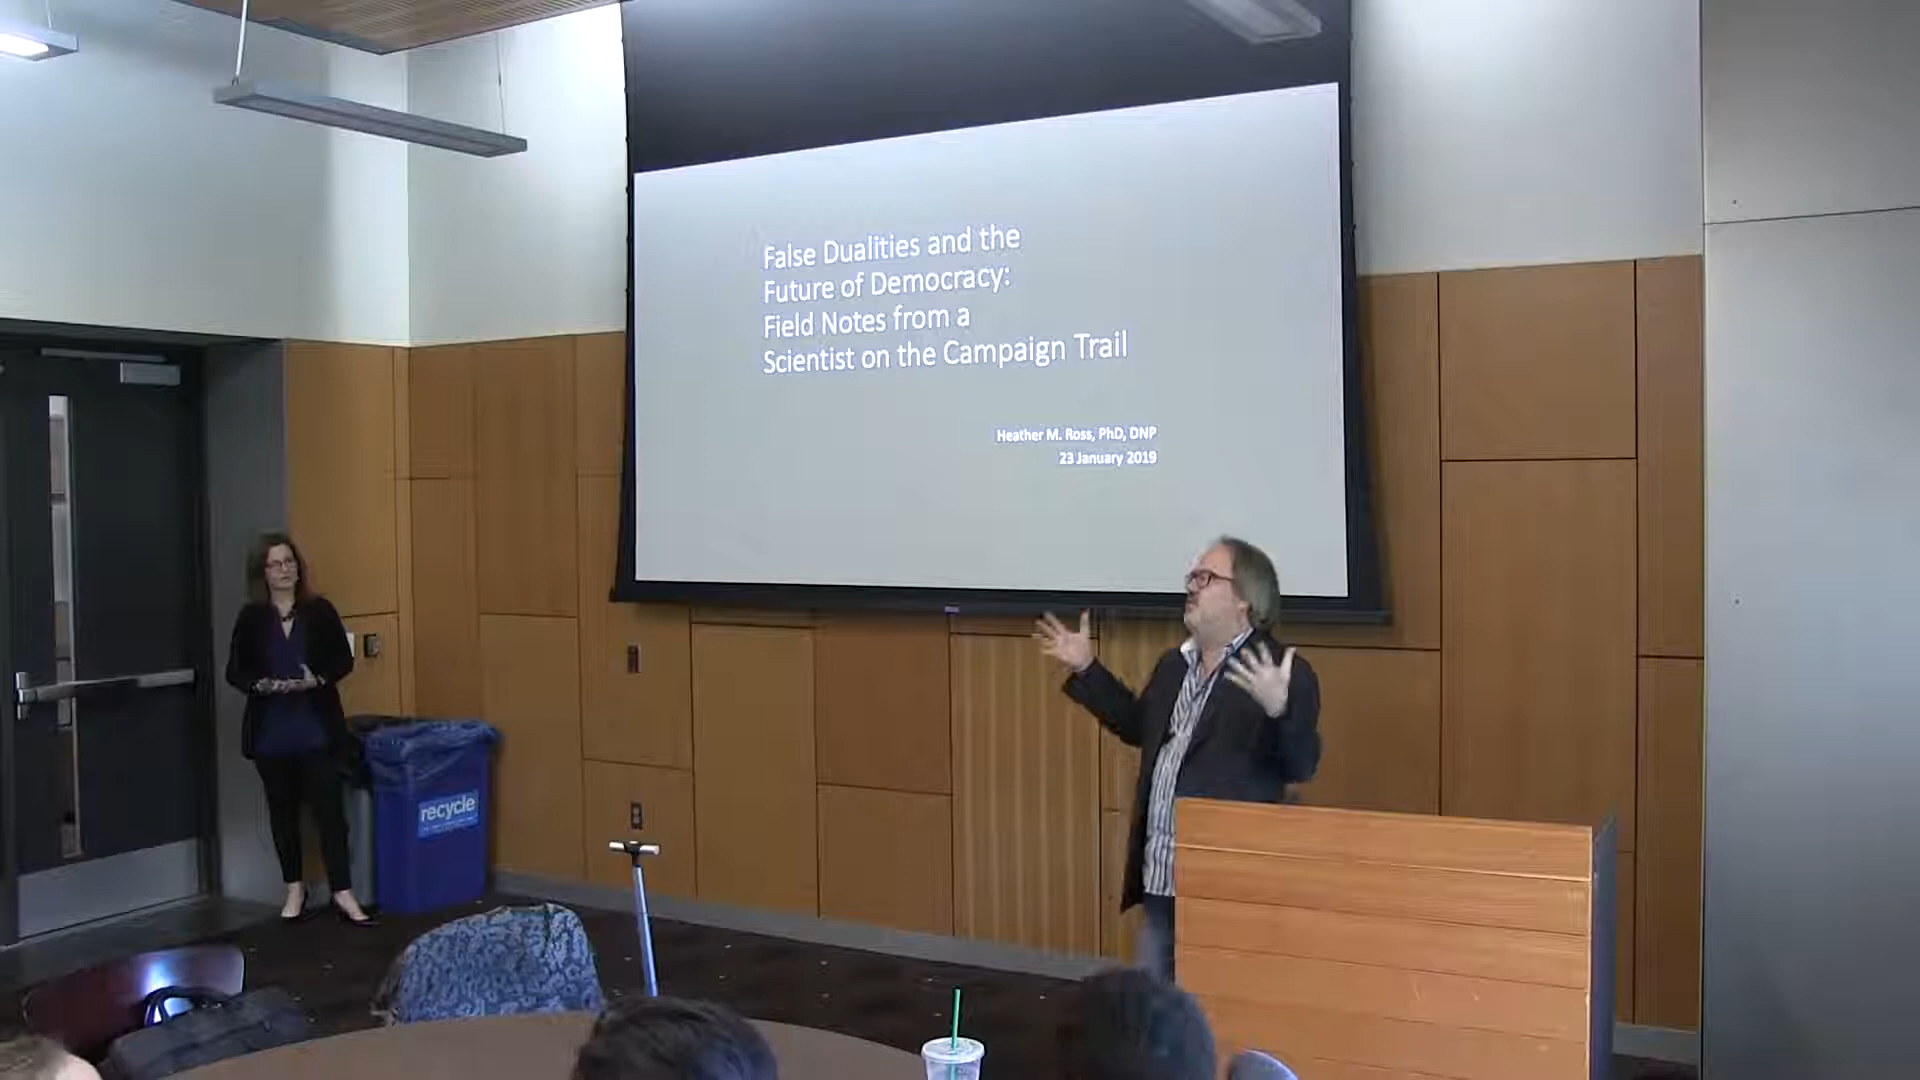 False Dualities and the
Future of Democracy:
Field Notes from a
Scientist on the Campaign Trail
Heather M. Ross, PhD, DNP
23 January 2019
recycle